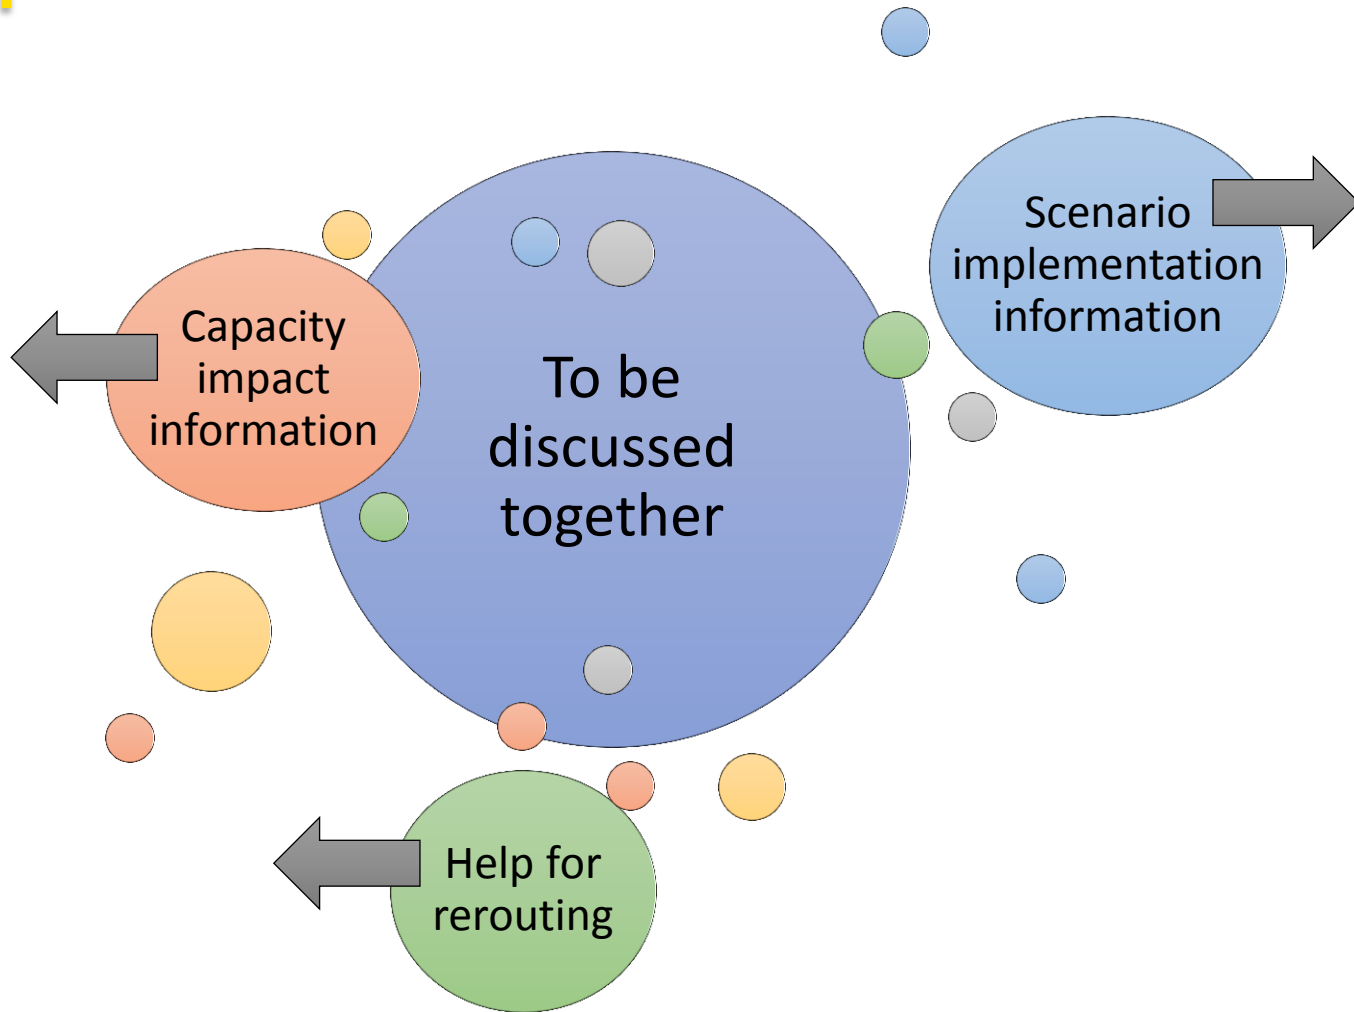 Scenario
implementation
information
Capacity
impact
information
To be
discussed
together
Help for
rerouting